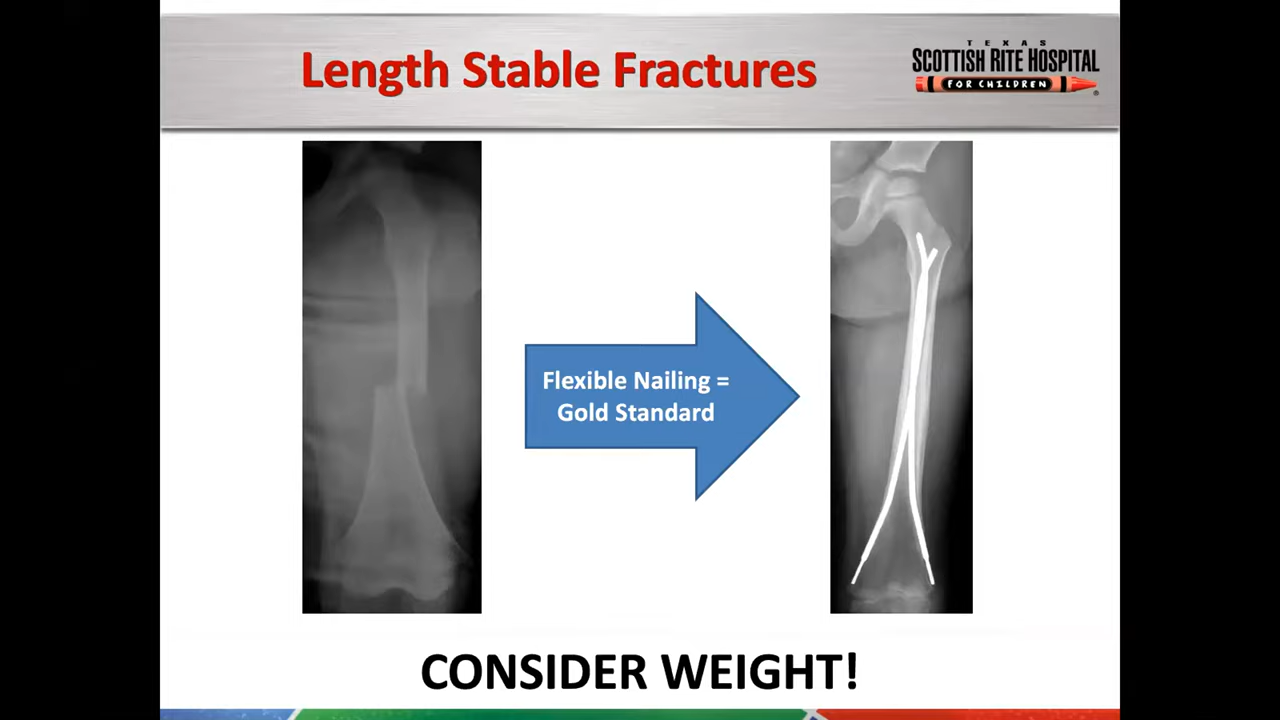 Length Stable Fractures
TEXAS
SCOTTISH RITE HOSPITAL
FOR CHILDREN
®
Flexible Nailing =
Gold Standard
CONSIDER WEIGHT!